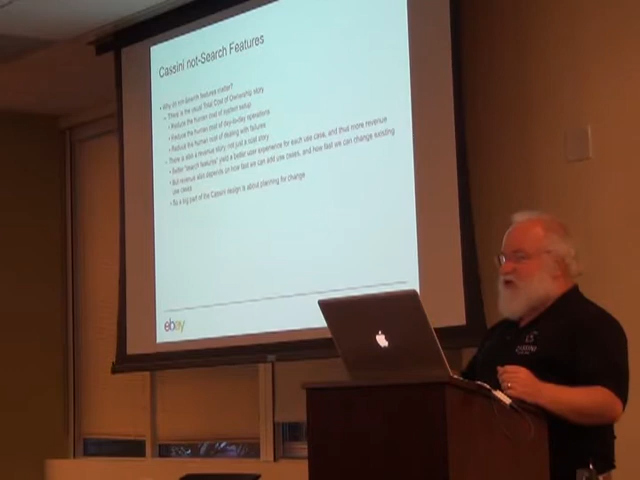 Cassini not-Search Features
• Why do not-Search features matter?
– There is the usual Total Cost of Ownership story
• Reduce the human cost of system setup
• Reduce the human cost of day-to-day operations
• Reduce the human cost of dealing with failures
– There is also a revenue story, not just a cost story
• Better "search features" yield a better user experience for each use case, and thus more revenue
• But revenue also depends on how fast we can add use cases, and how fast we can change existing
use cases
• So a big part of the Cassini design is about planning for change
ebay